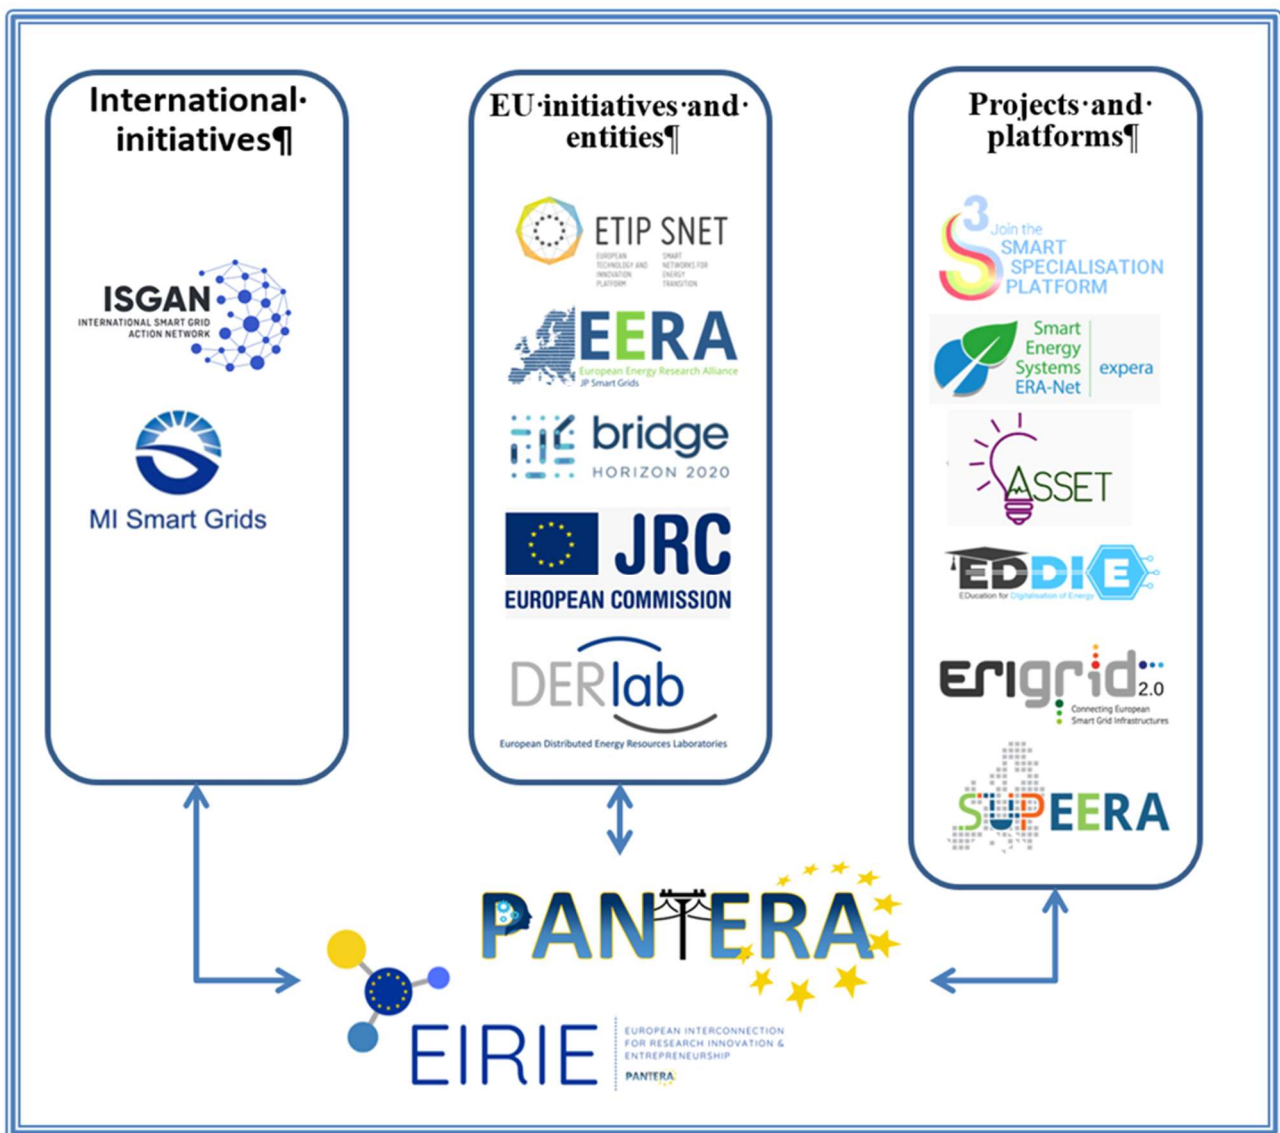 International·
initiatives¶
ISGAN
INTERNATIONAL SMART GRID
ACTION NETWORK
MI Smart Grids
EU·initiatives·and·
entities¶
ETIP SNET
EUROPEAN
TECHNOLOGY AND
INNOVATION
PLATFORM
SMART
NETWORKS FOR
ENERGY
TRANSITION
EERA
European Energy Research Alliance
JP Smart Grids
bridge
HORIZON 2020
JRC
EUROPEAN COMMISSION
DERlab
European Distributed Energy Resources Laboratories
Projects·and·
platforms¶
S3
Join the
SMART
SPECIALISATION
PLATFORM
Smart
Energy
Systems
ERA-Net
expera
ASSET
EDDIE
EDucation for Digitalisation of Energy
ERIgrid 2.0
Connecting European
Smart Grid Infrastructures
SUPEERA
PANTERA
EIRIE
EUROPEAN INTERCONNECTION
FOR RESEARCH INNOVATION &
ENTREPRENEURSHIP
PANTERA